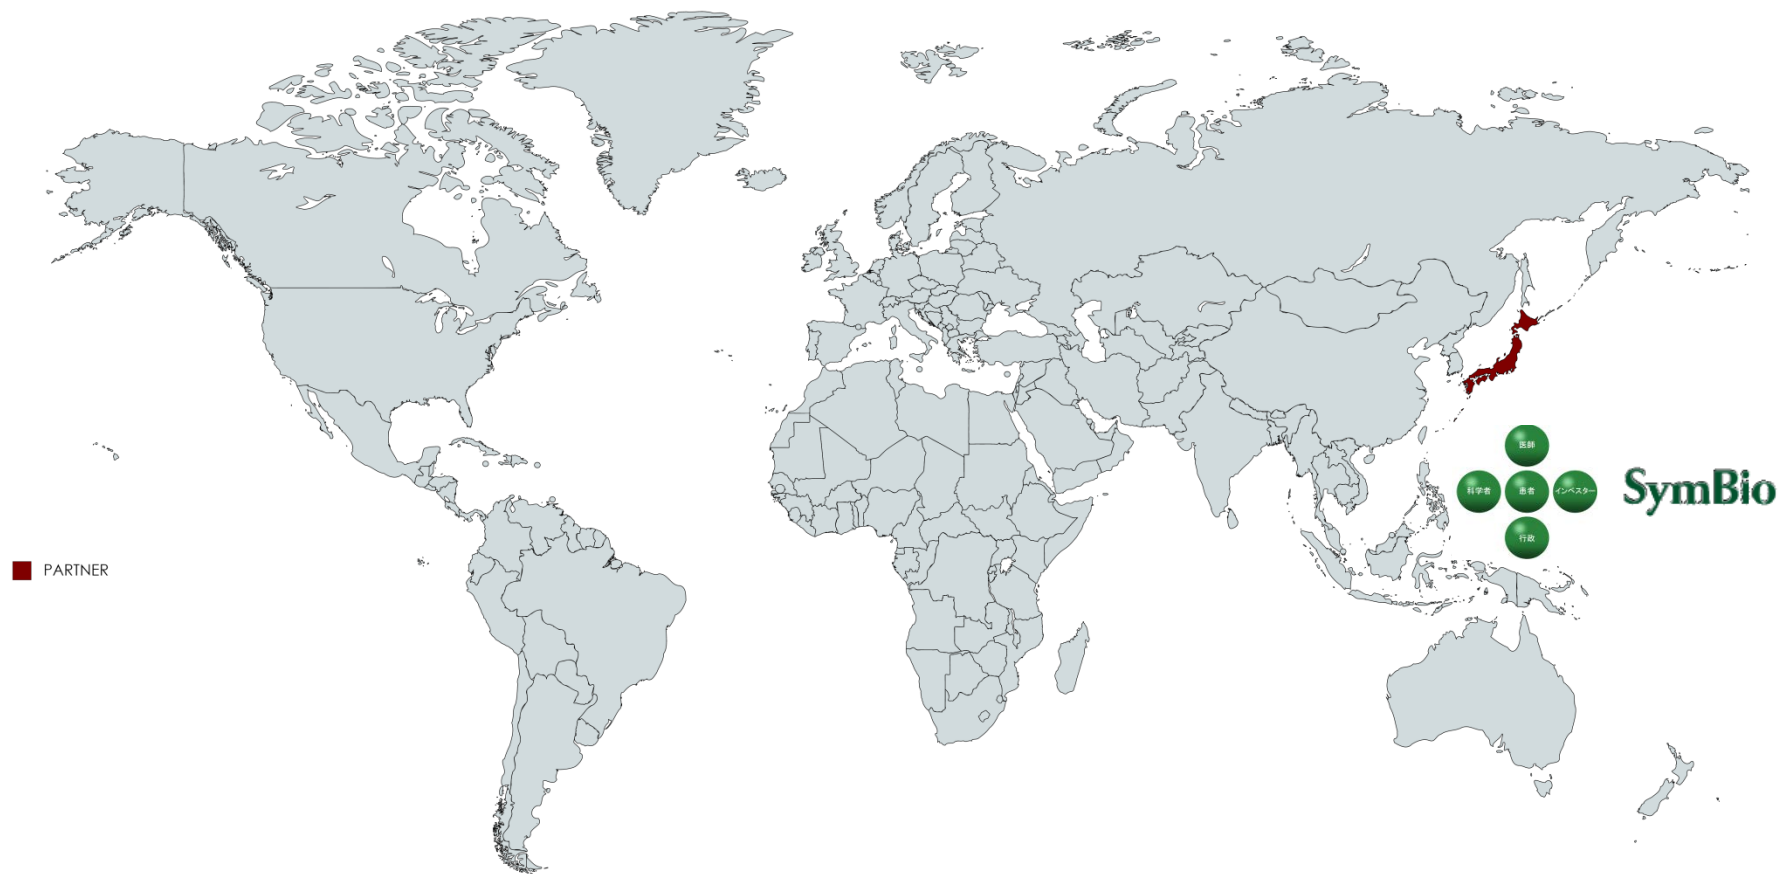 医師
科学者
患者
インベスター
SymBio
行政
PARTNER